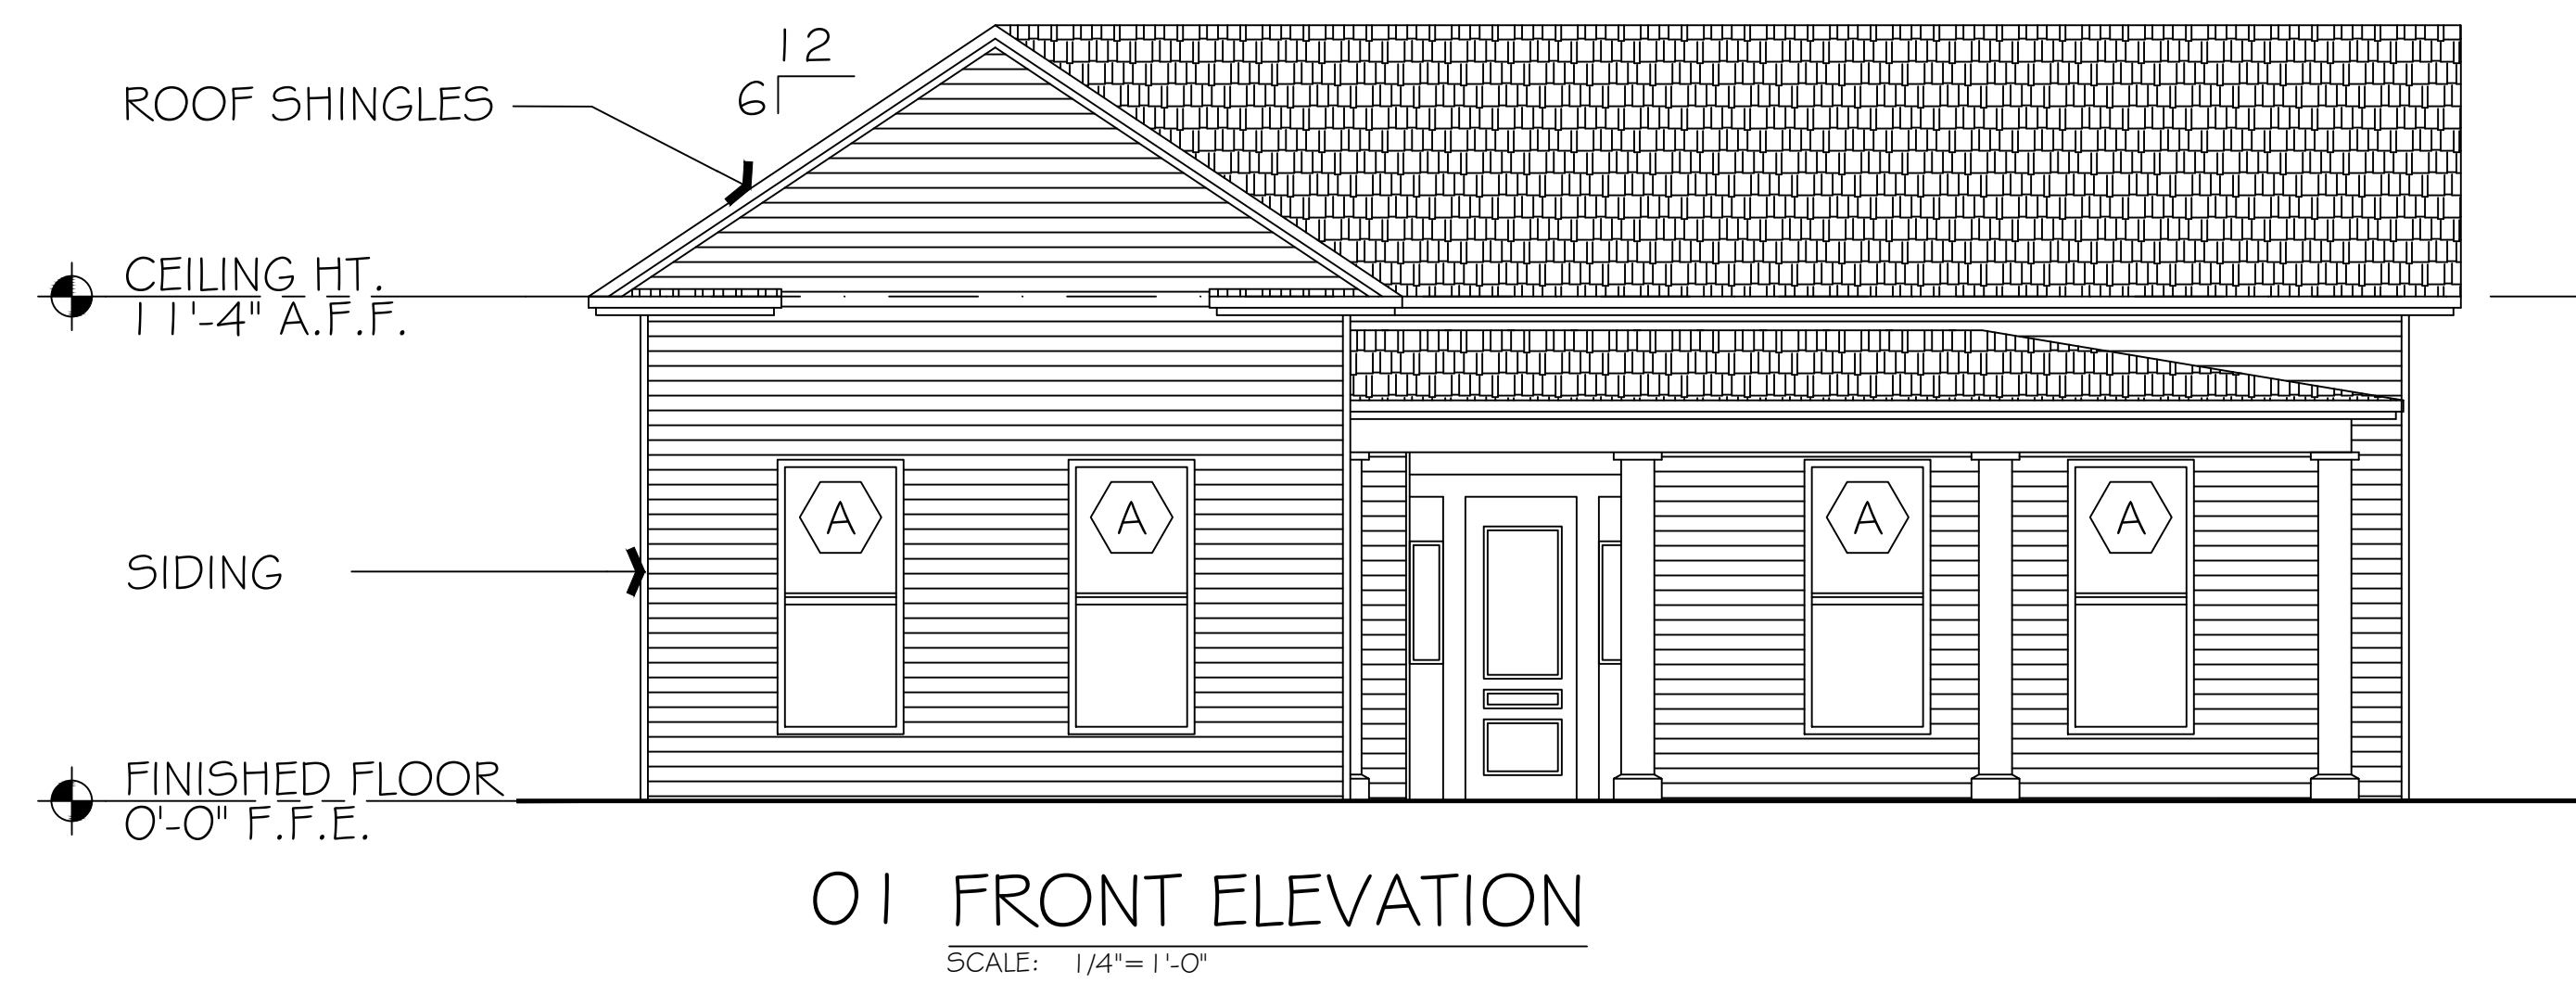 12
6
ROOF SHINGLES
CEILING HT.
11'-4" A.F.F.
A A A A
SIDING
FINISHED FLOOR
0'-0" F.F.E.
01 FRONT ELEVATION
SCALE: 1/4"=1'-0"